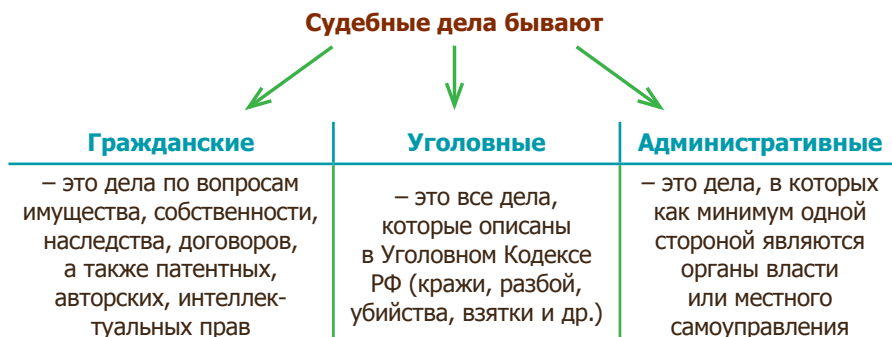 Судебные дела бывают
Гражданские
– это дела по вопросам
имущества, собственности,
наследства, договоров,
а также патентных,
авторских, интеллек-
туальных прав
Уголовные
– это все дела,
которые описаны
в Уголовном Кодексе
РФ (кражи, разбой,
убийства, взятки и др.)
Административные
– это дела, в которых
как минимум одной
стороной являются
органы власти
или местного
самоуправления